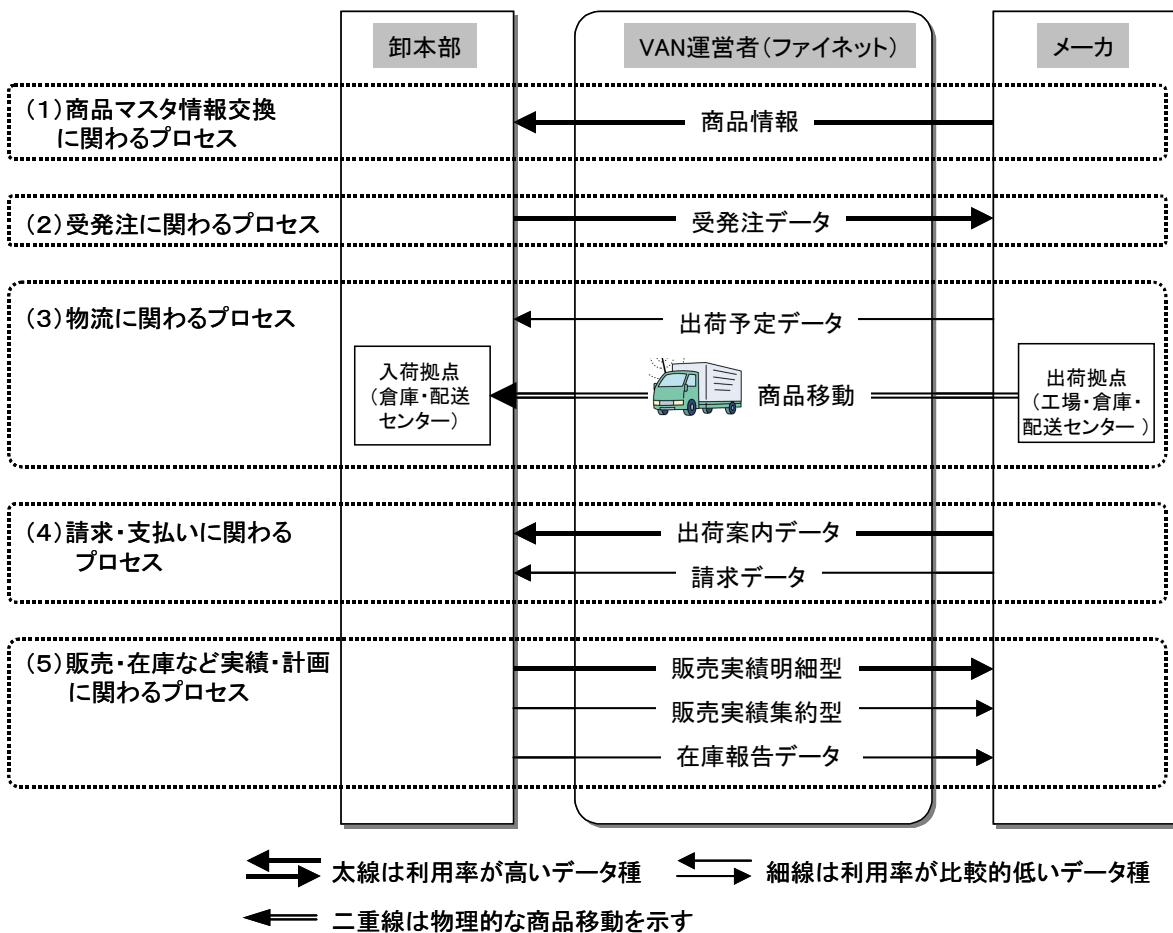 卸本部
VAN運営者(ファイネット)
メーカ
(1)商品マスタ情報交換
に関わるプロセス
商品情報
(2)受発注に関わるプロセス
受発注データ
(3)物流に関わるプロセス
出荷予定データ
入荷拠点
(倉庫・配送
センター)
商品移動
出荷拠点
(工場・倉庫・
配送センター )
(4)請求・支払いに関わる
プロセス
出荷案内データ
請求データ
(5)販売・在庫など実績・計画
に関わるプロセス
販売実績明細型
販売実績集約型
在庫報告データ
太線は利用率が高いデータ種
細線は利用率が比較的低いデータ種
二重線は物理的な商品移動を示す